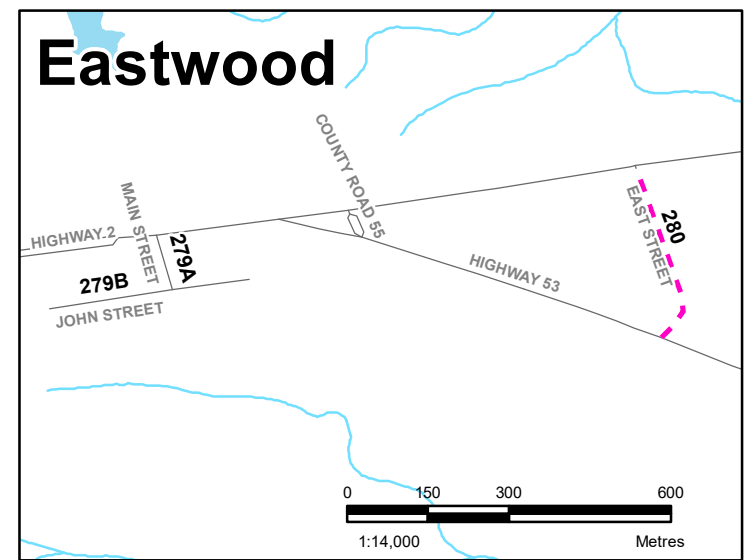 Eastwood
COUNTY ROAD 55
MAIN STREET
HIGHWAY 2
279A
279B
JOHN STREET
HIGHWAY 53
EAST STREET
280
0 150 300 600
1:14,000 Metres